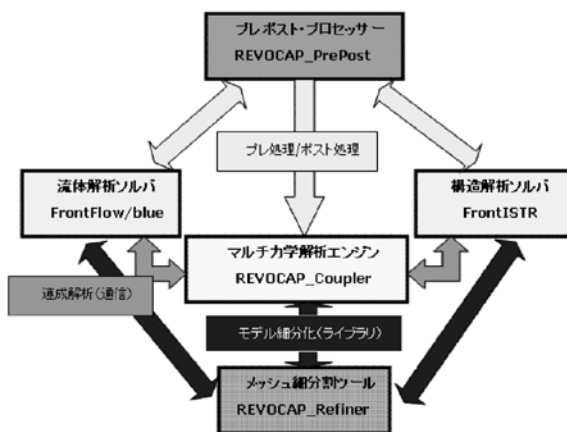 プレポスト・プロセッサー
REVOCAP_PrePost
プレ処理/ポスト処理
流体解析ソルバ
FrontFlow/blue
構造解析ソルバ
FrontISTR
マルチ力学解析エンジン
REVOCAP_Coupler
連成解析(通信)
モデル細分化(ライブラリ)
メッシュ細分割ツール
REVOCAP_Refiner